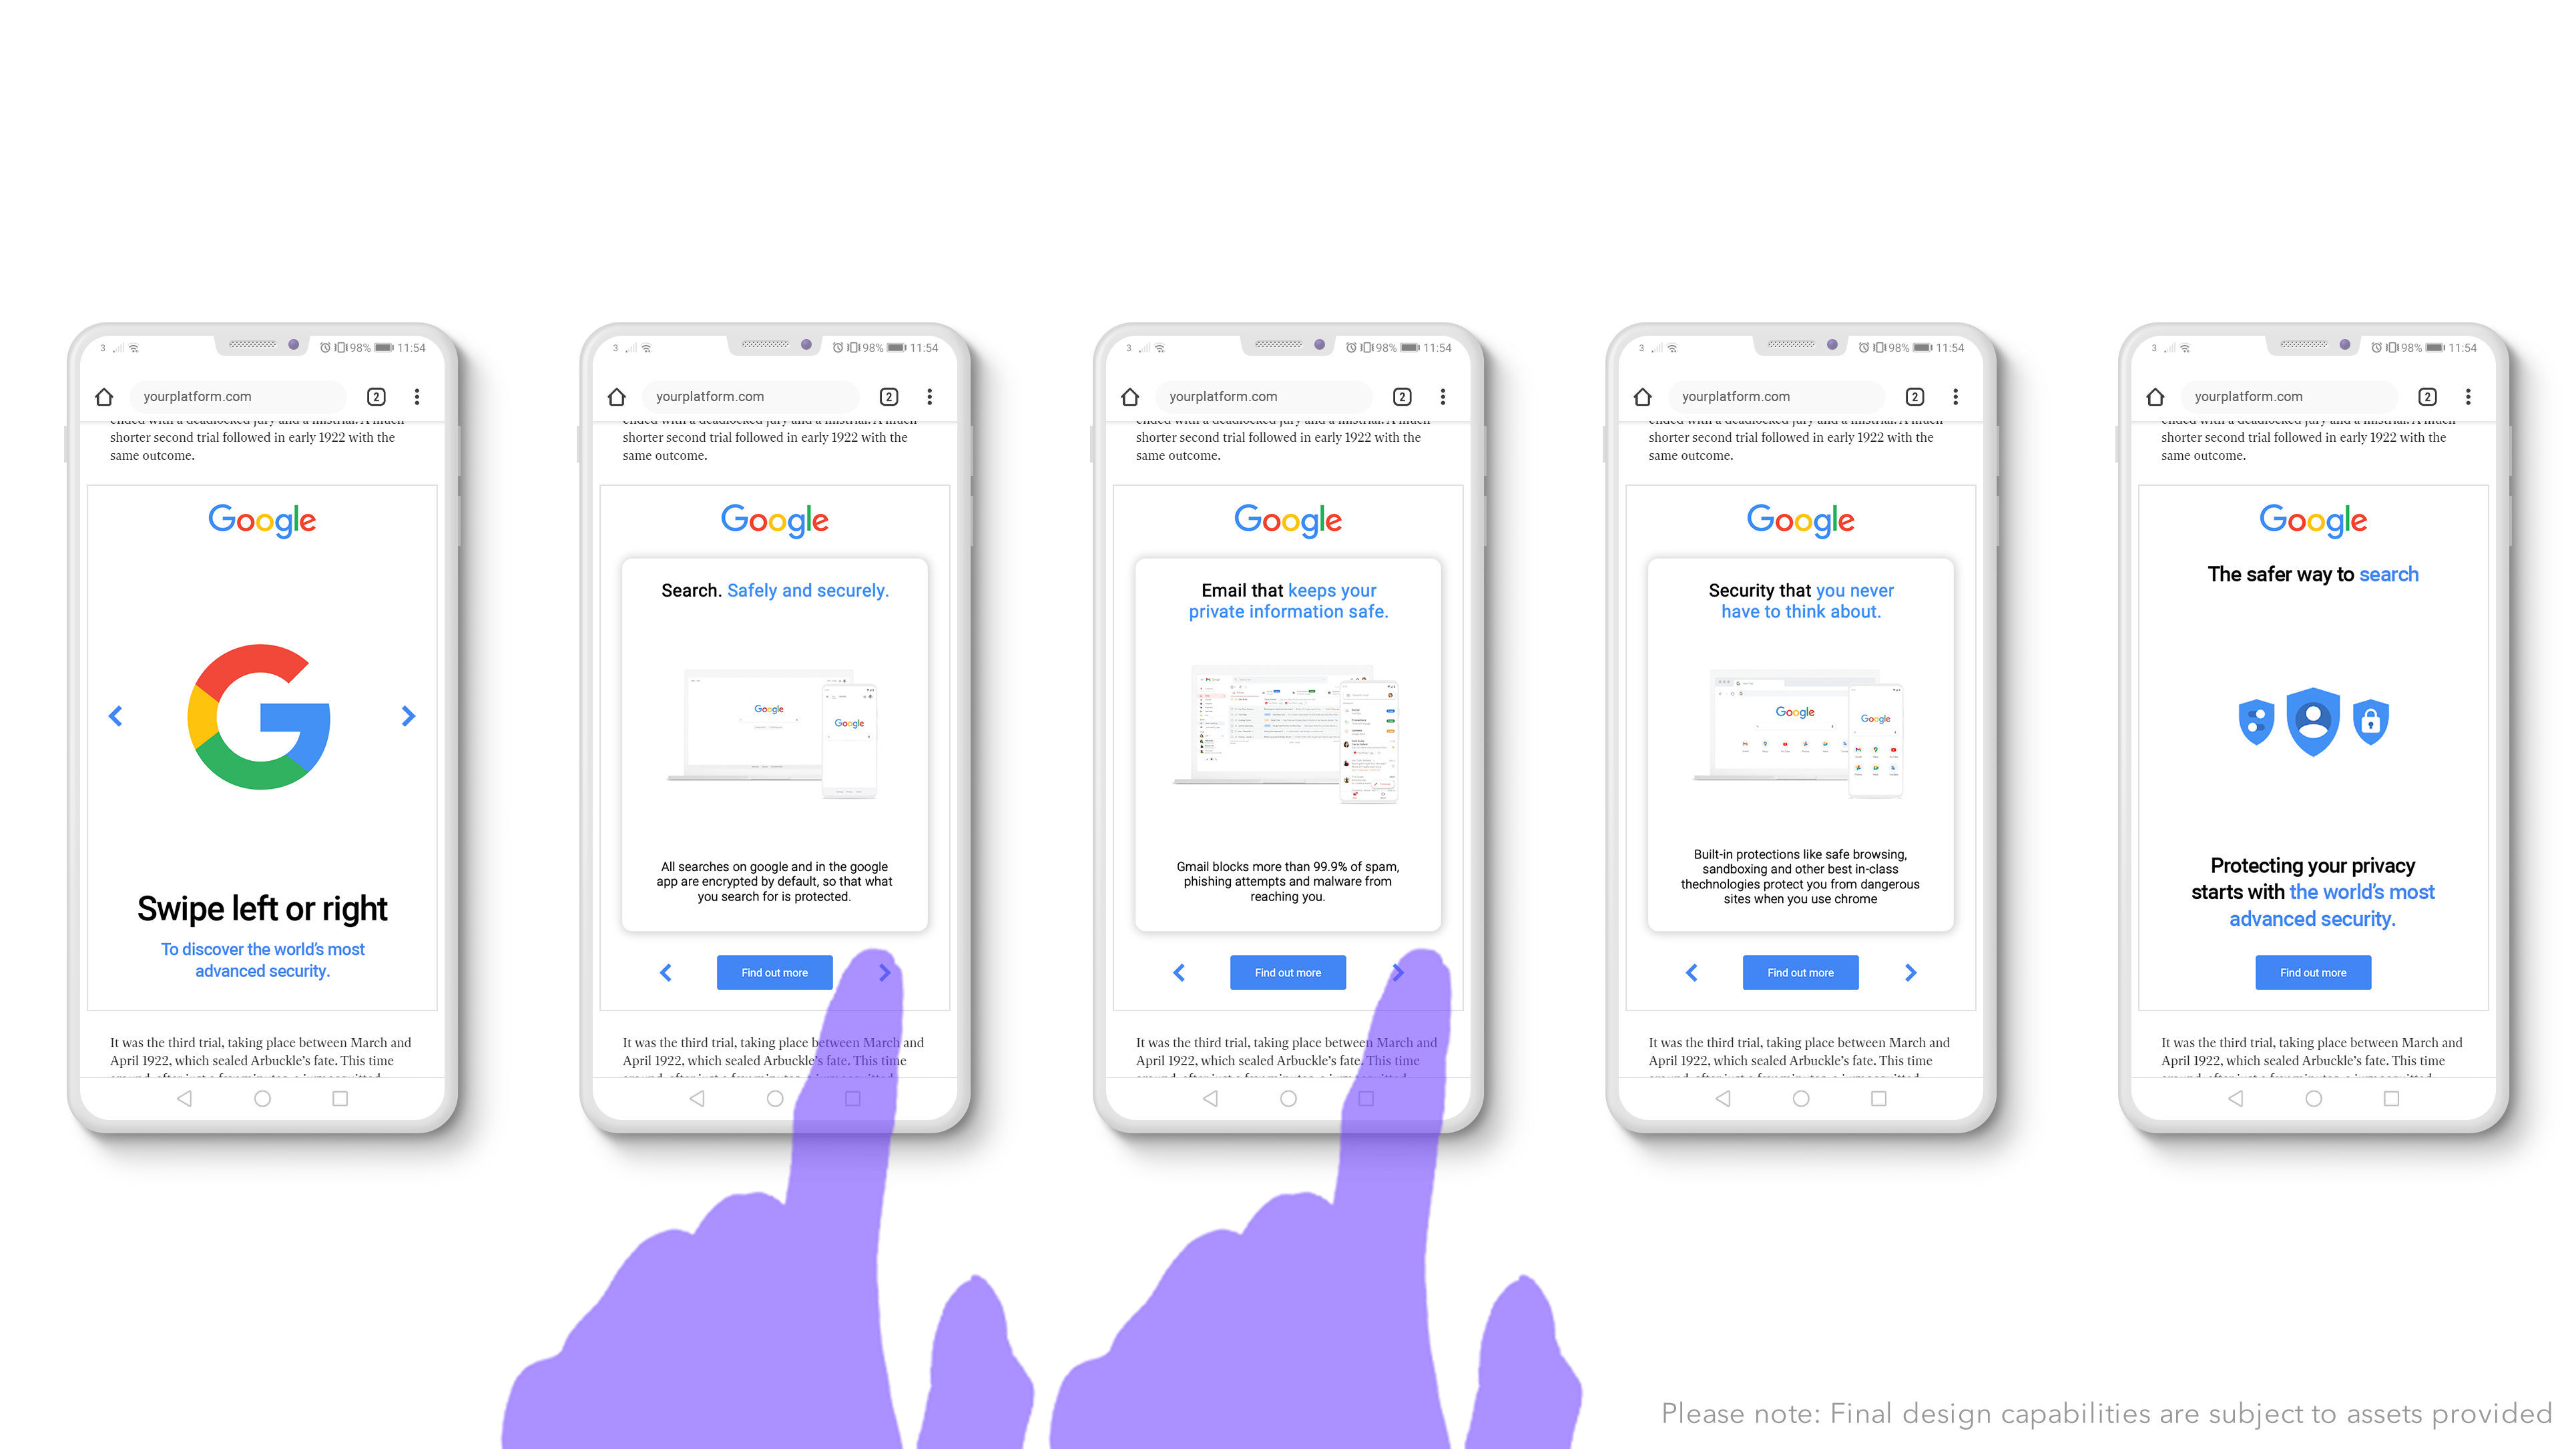 3
98%
11:54
yourplatform.com
2
shorter second trial followed in early 1922 with the
same outcome.
Google
Swipe left or right
To discover the world's most
advanced security.
It was the third trial, taking place between March and
April 1922, which sealed Arbuckle's fate. This time
3
98%
11:54
yourplatform.com
2
shorter second trial followed in early 1922 with the
same outcome.
Google
Search. Safely and securely.
Google
Google
All searches on google and in the google
app are encrypted by default, so that what
you search for is protected.
Find out more
It was the third trial, taking place between March and
April 1922, which sealed Arbuckle's fate. This time
3
98%
11:54
yourplatform.com
2
shorter second trial followed in early 1922 with the
same outcome.
Google
Email that keeps your
private information safe.
Gmail blocks more than 99.9% of spam,
phishing attempts and malware from
reaching you.
Find out more
It was the third trial, taking place between March and
April 1922, which sealed Arbuckle's fate. This time
3
98%
11:54
yourplatform.com
2
shorter second trial followed in early 1922 with the
same outcome.
Google
Security that you never
have to think about.
Google
Google
Built-in protections like safe browsing,
sandboxing and other best in-class
thechnologies protect you from dangerous
sites when you use chrome
Find out more
It was the third trial, taking place between March and
April 1922, which sealed Arbuckle's fate. This time
3
98%
11:54
yourplatform.com
2
shorter second trial followed in early 1922 with the
same outcome.
Google
The safer way to search
Protecting your privacy
starts with the world's most
advanced security.
Find out more
It was the third trial, taking place between March and
April 1922, which sealed Arbuckle's fate. This time
Please note: Final design capabilities are subject to assets provided